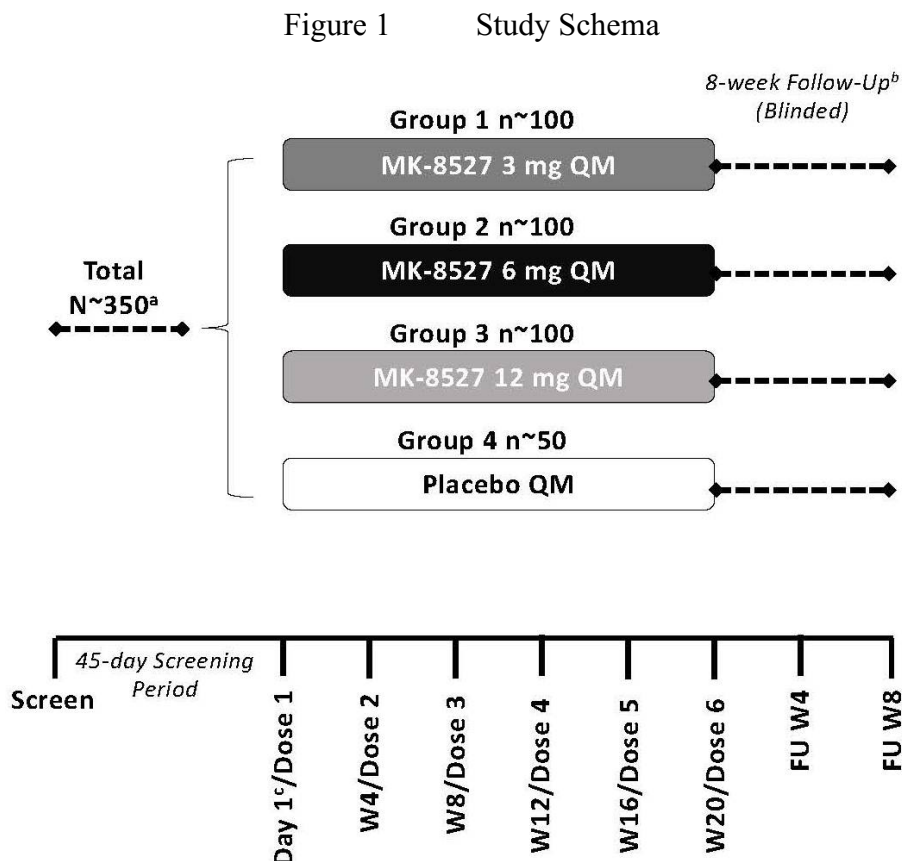 Figure 1 Study Schema
8-week Follow-Upᵇ
(Blinded)
Group 1 n~100
MK-8527 3 mg QM
Group 2 n~100
MK-8527 6 mg QM
Total
N~350ᵃ
Group 3 n~100
MK-8527 12 mg QM
Group 4 n~50
Placebo QM
45-day Screening
Period
Screen
Day 1ᶜ/Dose 1
W4/Dose 2
W8/Dose 3
W12/Dose 4
W16/Dose 5
W20/Dose 6
FU W4
FU W8